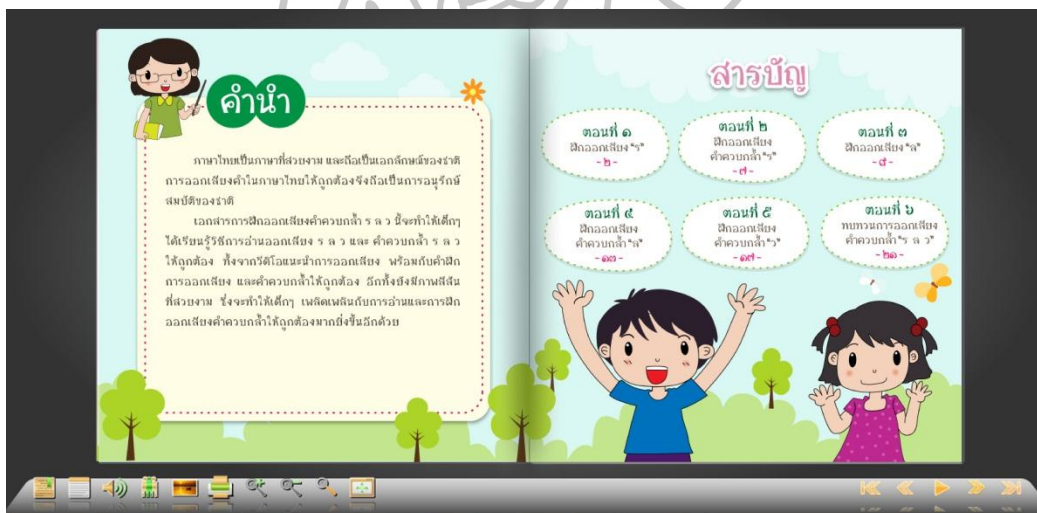 คำนำ
ภาษาไทยเป็นภาษาที่สวยงาม และถือเป็นเอกลักษณ์ของชาติ
การออกเสียงคำในภาษาไทยให้ถูกต้องจึงถือเป็นการอนุรักษ์
สมบัติของชาติ
เอกสารการฝึกออกเสียงคำควบกล้ำ ร ล ว นี้จะทำให้เด็กๆ
ได้เรียนรู้วิธีการอ่านออกเสียง ร ล ว และ คำควบกล้ำ ร ล ว
ให้ถูกต้อง ทั้งจากวีดีโอแนะนำการออกเสียง พร้อมกับคำฝึก
การออกเสียง และคำควบกล้ำให้ถูกต้อง อีกทั้งยังมีภาพสีสัน
ที่สวยงาม ซึ่งจะทำให้เด็กๆ เพลิดเพลินกับการอ่านและการฝึก
ออกเสียงคำควบกล้ำให้ถูกต้องมากยิ่งขึ้นอีกด้วย
สารบัญ
ตอนที่ ๑
ฝึกออกเสียง "ร"
- ๒ -
ตอนที่ ๒
ฝึกออกเสียง
คำควบกล้ำ "ร"
- ๗ -
ตอนที่ ๓
ฝึกออกเสียง "ล"
ตอนที่ ๔
ฝึกออกเสียง
คำควบกล้ำ "ล"
- ๑๓ -
ตอนที่ ๕
ฝึกออกเสียง
คำควบกล้ำ "ว"
- ๑๗ -
ตอนที่ ๖
ทบทวนการออกเสียง
คำควบกล้ำ "ร ล ว"
- ๒๑ -